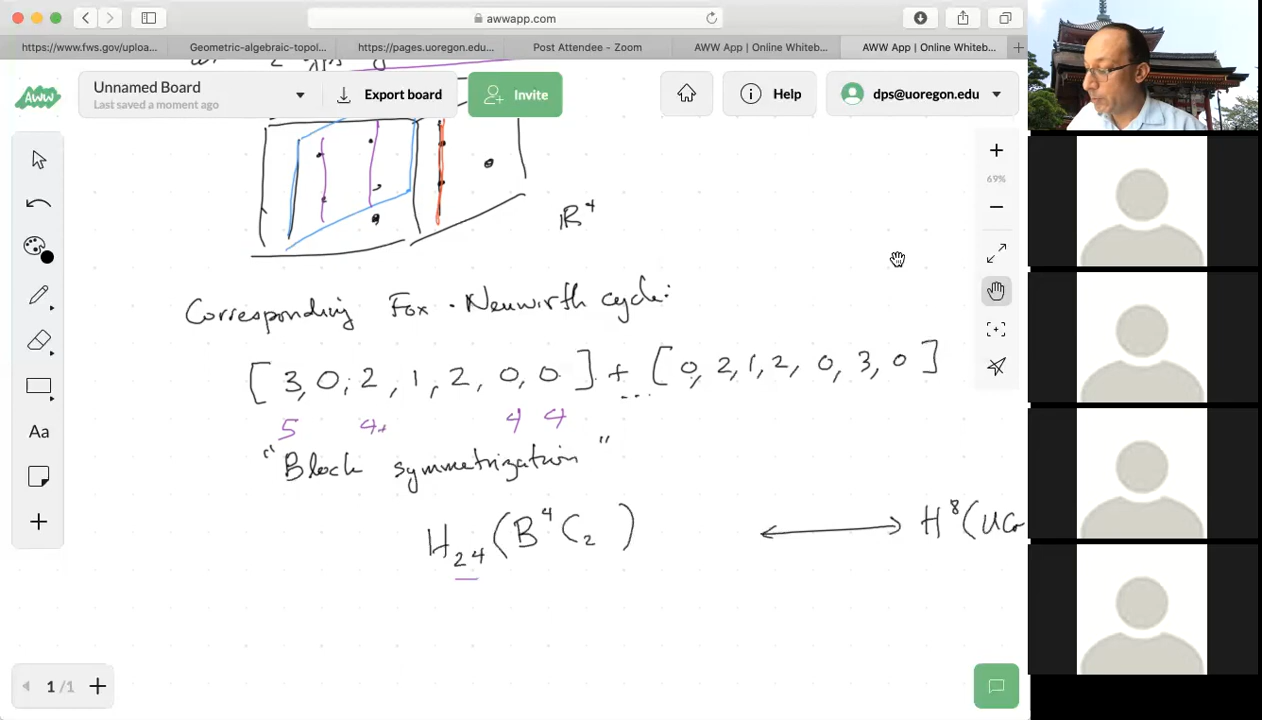 awwapp.com
https://www.fws.gov/uploa...
Geometric-algebraic-topol...
https://pages.uoregon.edu...
Post Attendee - Zoom
AWW App | Online Whiteb...
AWW App | Online Whiteb...
AWW
Unnamed Board
Last saved a moment ago
Export board
Invite
Help
dps@uoregon.edu
69%
ℝ⁴
Corresponding Fox - Neuwirth cycle:
[3, 0, 2, 1, 2, 0, 0] + [0, 2, 1, 2, 0, 3, 0]
...
5 4+ 4 4
"Block symmetrization"
H₂₄(B⁴C₂ ) ⟷ H⁸(UCo
Aa
1 /1